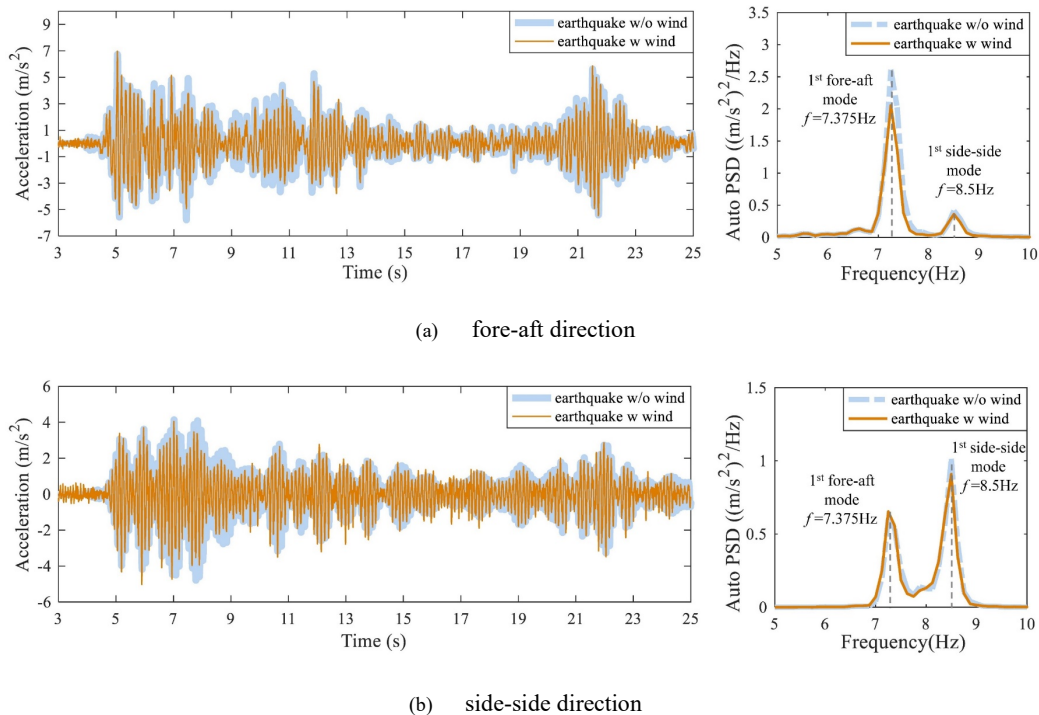 9
7
5
3
1
-1
-3
-5
-7
3 5 7 9 11 13 15 17 19 21 23 25
Acceleration (m/s²)
Time (s)
earthquake w/o wind
earthquake w wind
3.5
3
2.5
2
1.5
1
0.5
0
5 6 7 8 9 10
Auto PSD ((m/s²)²/Hz)
Frequency(Hz)
earthquake w/o wind
earthquake w wind
1st fore-aft
mode
f=7.375Hz
1st side-side
mode
f=8.5Hz
(a) fore-aft direction
6
4
2
0
-2
-4
-6
3 5 7 9 11 13 15 17 19 21 23 25
Acceleration (m/s²)
Time (s)
earthquake w/o wind
earthquake w wind
1.5
1
0.5
0
5 6 7 8 9 10
Auto PSD ((m/s²)²/Hz)
Frequency(Hz)
earthquake w/o wind
earthquake w wind
1st fore-aft
mode
f=7.375Hz
1st side-side
mode
f=8.5Hz
(b) side-side direction